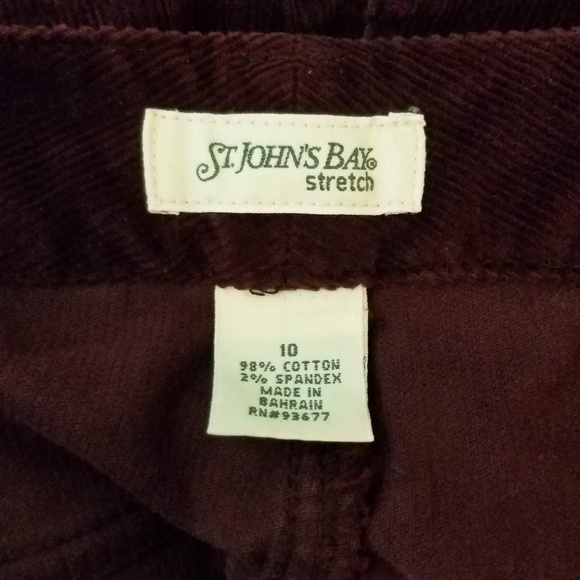 ST. JOHN'S BAY®
stretch
10
98% COTTON
2% SPANDEX
MADE IN
BAHRAIN
RN#93677